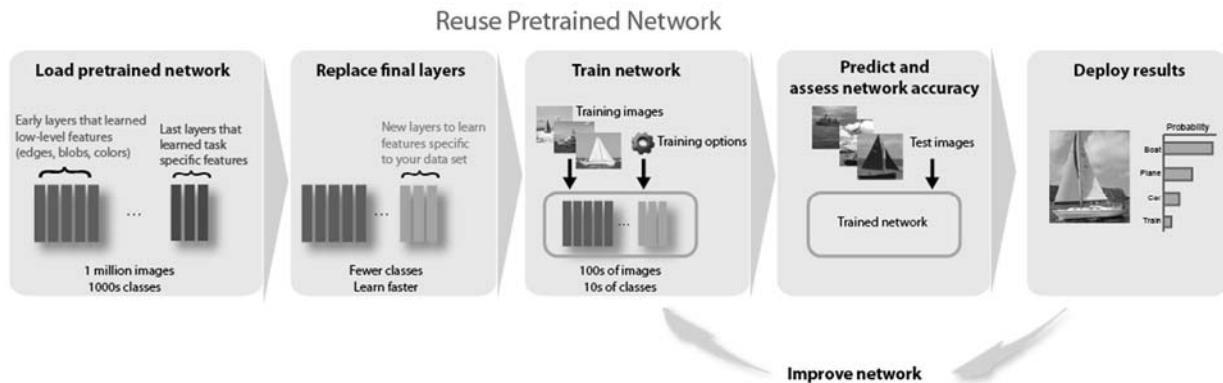 Reuse Pretrained Network
Load pretrained network
Early layers that learned
low-level features
(edges, blobs, colors)
Last layers that
learned task
specific features
...
1 million images
1000s classes
Replace final layers
New layers to learn
features specific
to your data set
...
Fewer classes
Learn faster
Train network
Training images
Training options
...
100s of images
10s of classes
Predict and
assess network accuracy
Test images
Trained network
Deploy results
Probability
Boat
Plane
Car
Train
Improve network